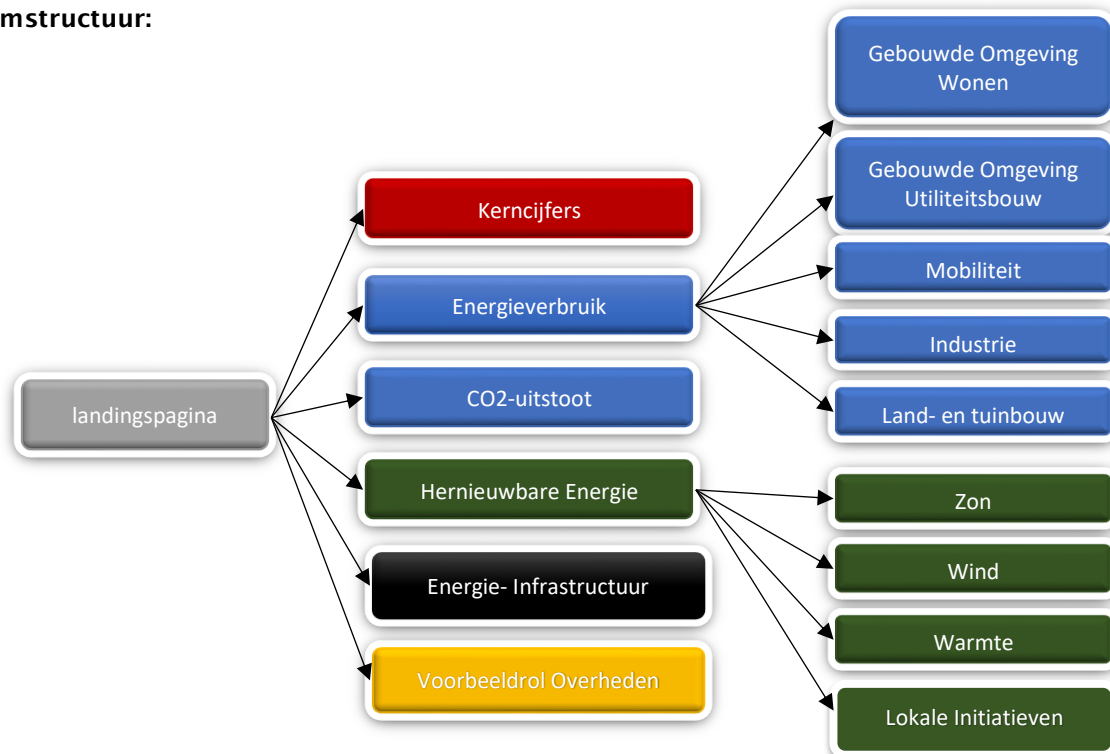 mstructuur:
landingspagina
Kerncijfers
Energieverbruik
CO2-uitstoot
Hernieuwbare Energie
Energie- Infrastructuur
Voorbeeldrol Overheden
Gebouwde Omgeving
Wonen
Gebouwde Omgeving
Utiliteitsbouw
Mobiliteit
Industrie
Land- en tuinbouw
Zon
Wind
Warmte
Lokale Initiatieven